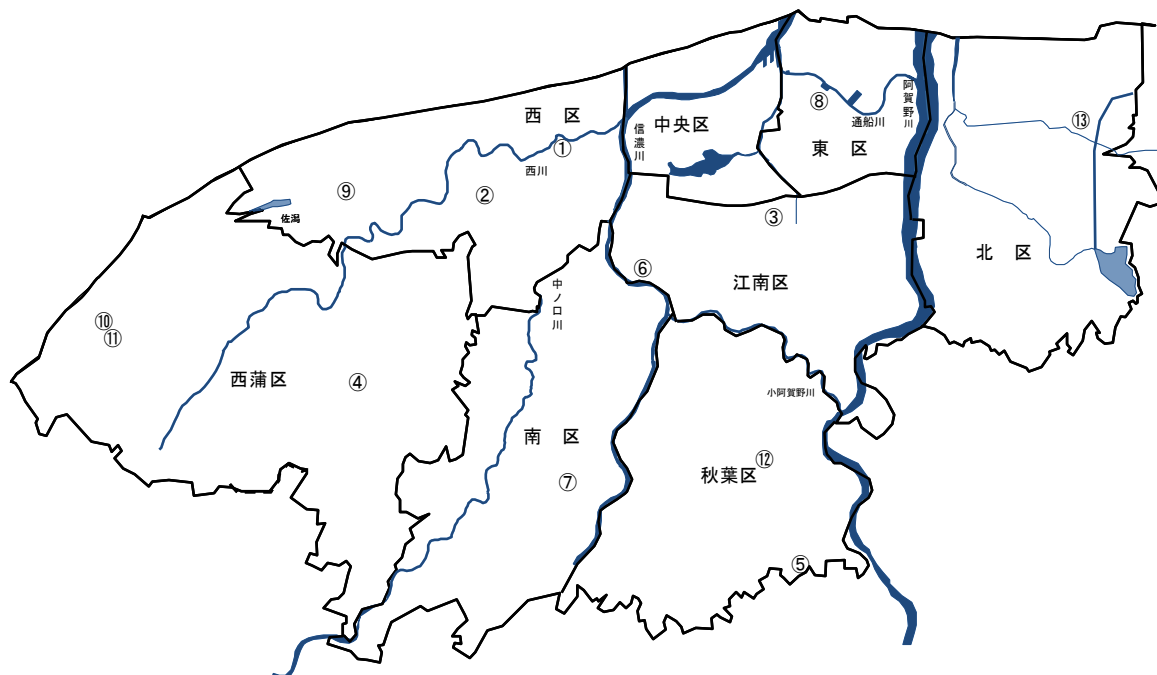 西 区
①
西川
②
⑨
佐潟
中央区
信濃川
⑧
通船川
東 区
阿賀野川
⑬
北 区
③
江南区
⑥
中ノ口川
⑩
⑪
西蒲区
④
南 区
⑦
小阿賀野川
秋葉区
⑫
⑤